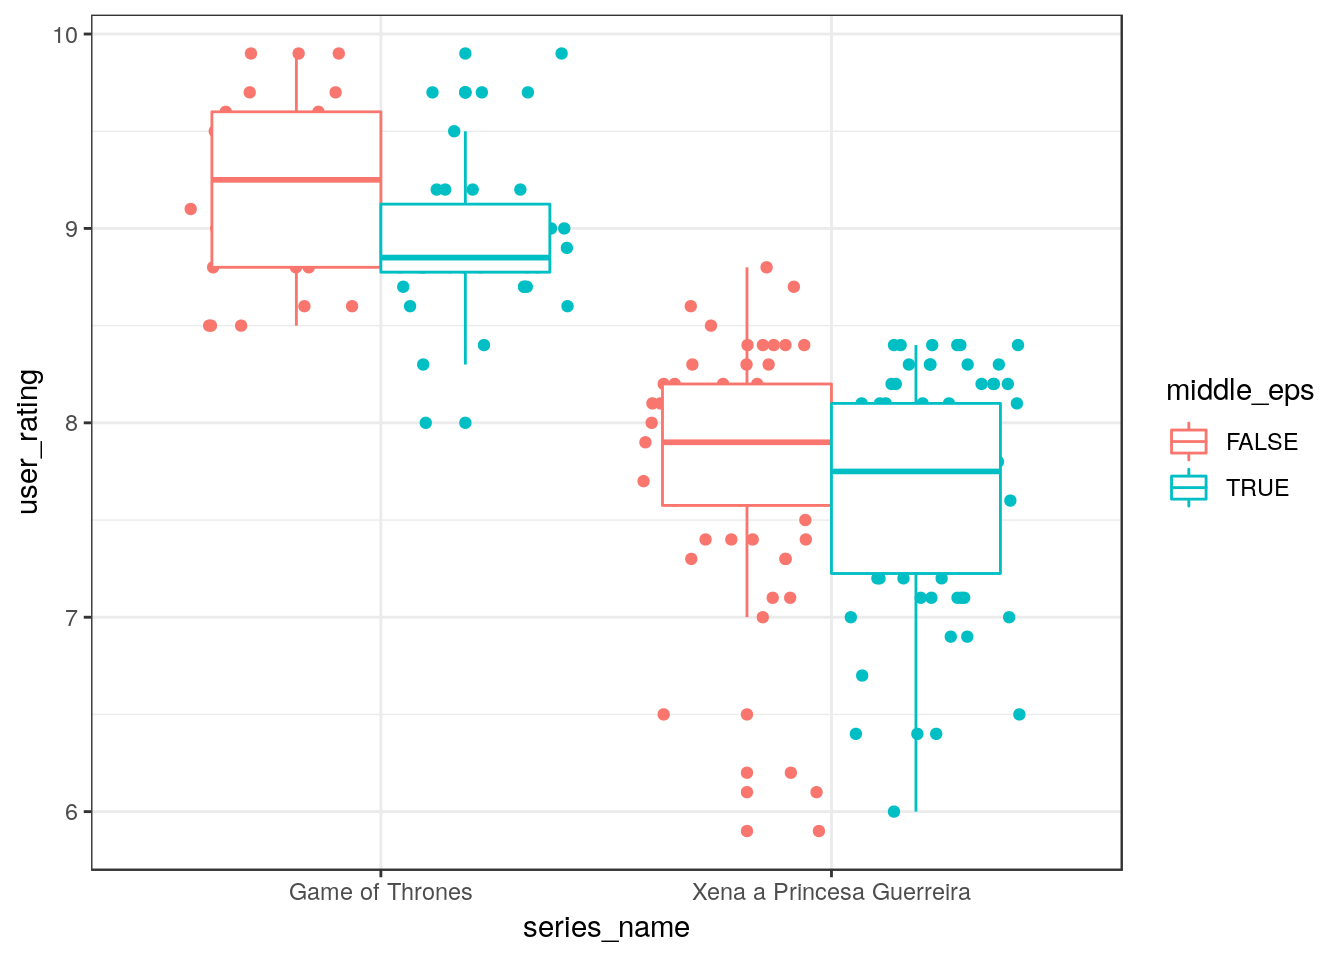 10
9
8
7
6
user_rating
Game of Thrones
Xena a Princesa Guerreira
series_name
middle_eps
FALSE
TRUE